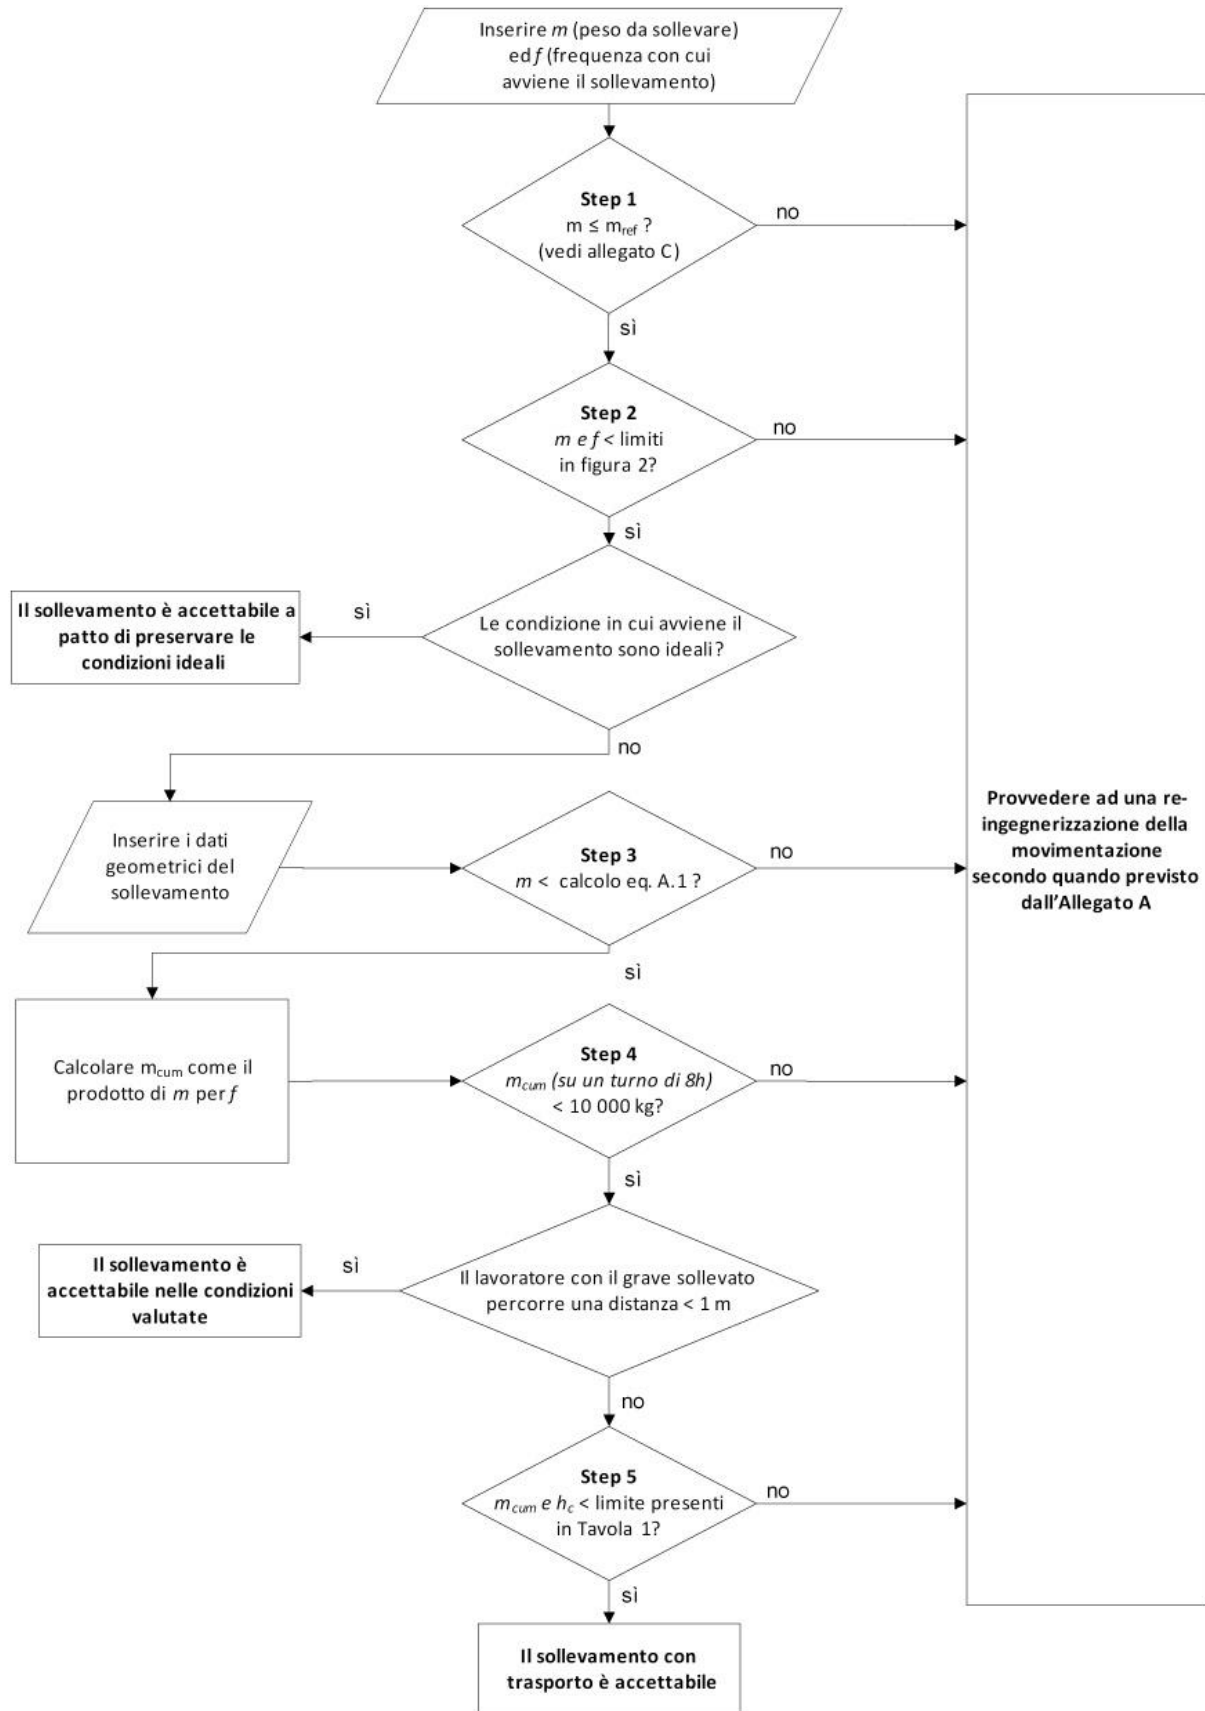 Inserire m (peso da sollevare)
ed f (frequenza con cui
avviene il sollevamento)
Step 1
m ≤ mref ?
(vedi allegato C)
no
sì
Step 2
m e f < limiti
in figura 2?
no
sì
Il sollevamento è accettabile a
patto di preservare le
condizioni ideali
sì
Le condizione in cui avviene il
sollevamento sono ideali?
no
Inserire i dati
geometrici del
sollevamento
Step 3
m < calcolo eq. A.1 ?
no
Provvedere ad una re-
ingegnerizzazione della
movimentazione
secondo quando previsto
dall’Allegato A
sì
Calcolare mcum come il
prodotto di m per f
Step 4
mcum (su un turno di 8h)
< 10 000 kg?
no
sì
Il sollevamento è
accettabile nelle condizioni
valutate
sì
Il lavoratore con il grave sollevato
percorre una distanza < 1 m
no
Step 5
mcum e hc < limite presenti
in Tavola 1?
no
sì
Il sollevamento con
trasporto è accettabile